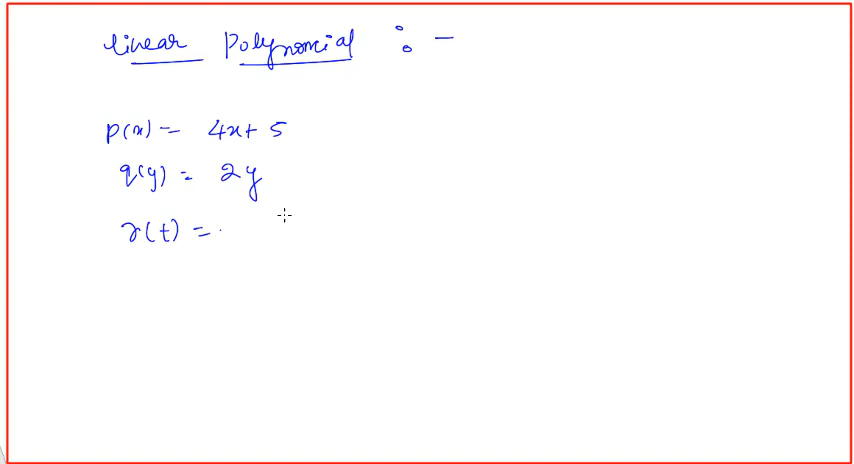 linear Polynomial :-
p(x) = 4x + 5
q(y) = 2y
r(t) =